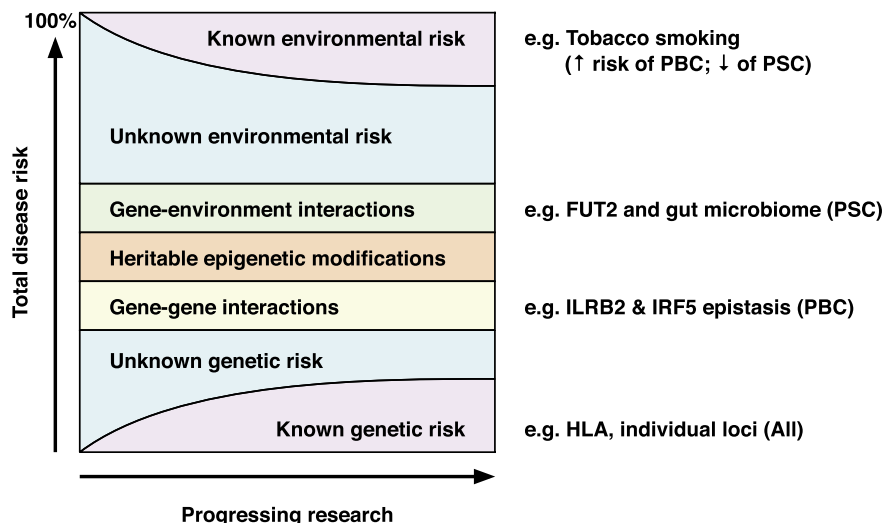 100%
Known environmental risk
e.g. Tobacco smoking
(↑ risk of PBC; ↓ of PSC)
Unknown environmental risk
Total disease risk
Gene-environment interactions
e.g. FUT2 and gut microbiome (PSC)
Heritable epigenetic modifications
Gene-gene interactions
e.g. ILRB2 & IRF5 epistasis (PBC)
Unknown genetic risk
Known genetic risk
e.g. HLA, individual loci (All)
Progressing research